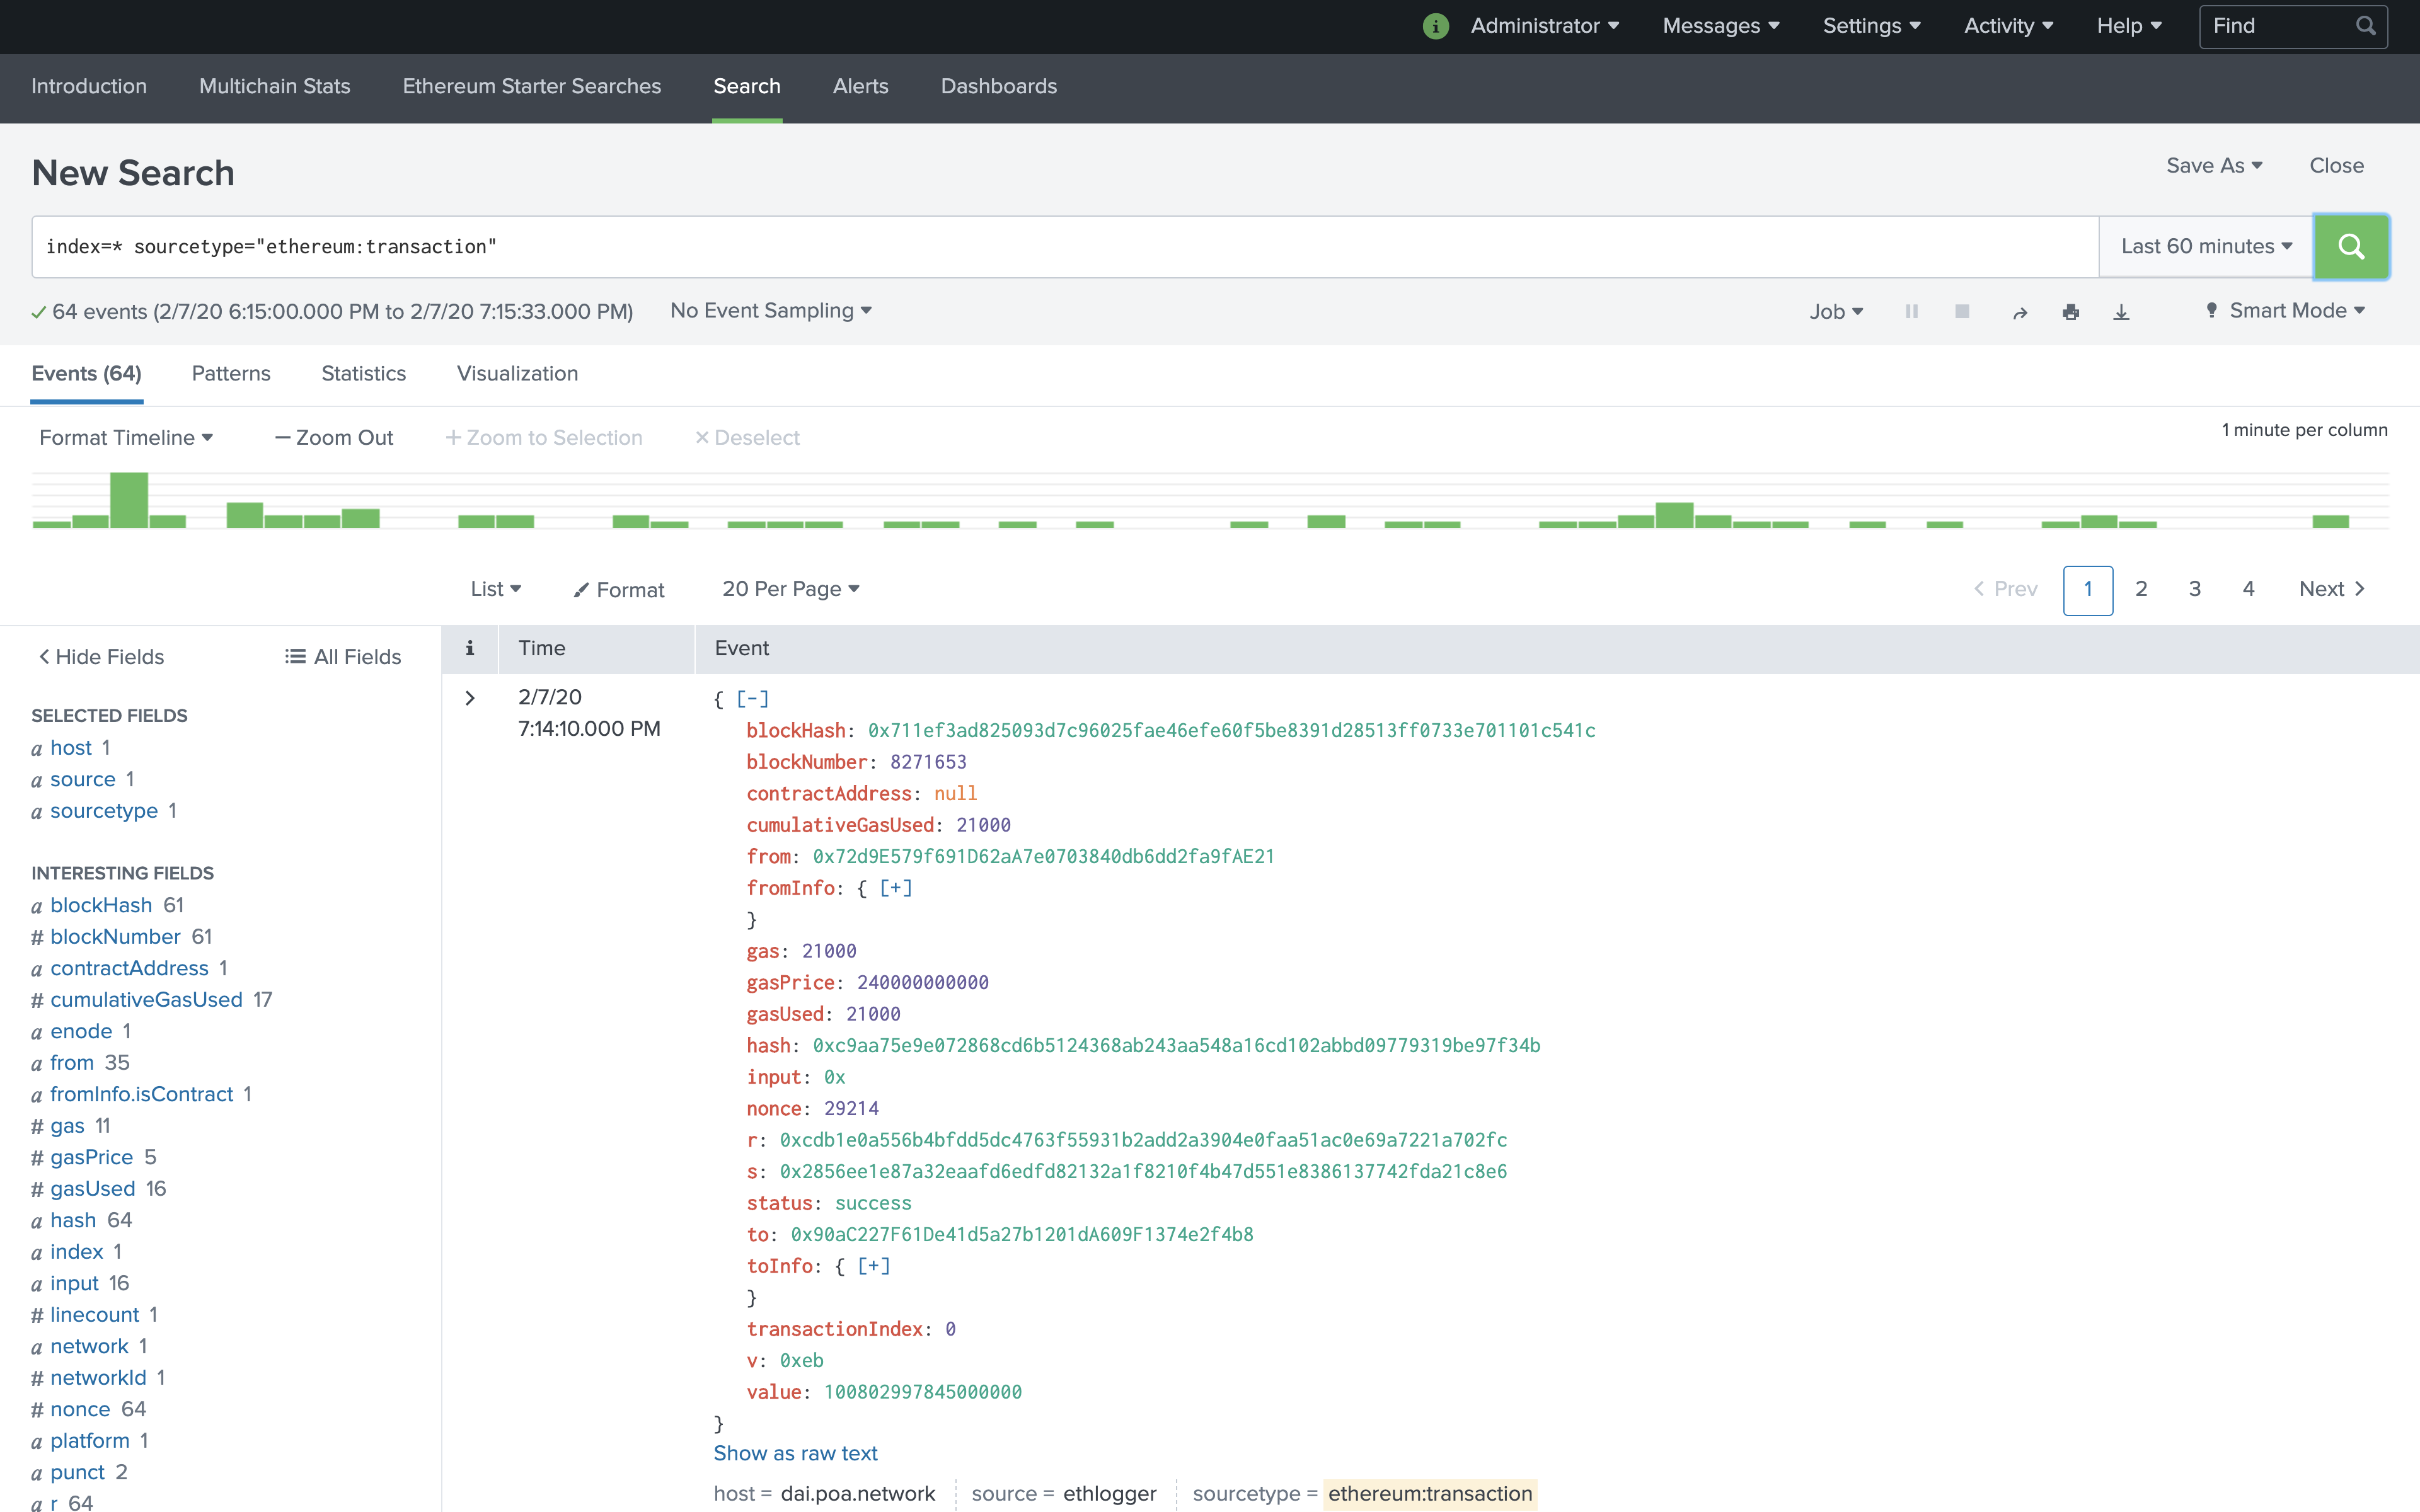 Administrator Messages Settings Activity Help Find
Introduction Multichain Stats Ethereum Starter Searches Search Alerts Dashboards
New Search
Save As Close
index=* sourcetype="ethereum:transaction"
Last 60 minutes
64 events (2/7/20 6:15:00.000 PM to 2/7/20 7:15:33.000 PM) No Event Sampling Job Smart Mode
Events (64) Patterns Statistics Visualization
Format Timeline — Zoom Out + Zoom to Selection × Deselect 1 minute per column
List Format 20 Per Page Prev 1 2 3 4 Next
Hide Fields All Fields
i Time Event
SELECTED FIELDS
a host 1
a source 1
a sourcetype 1
INTERESTING FIELDS
a blockHash 61
# blockNumber 61
a contractAddress 1
# cumulativeGasUsed 17
a enode 1
a from 35
a fromInfo.isContract 1
# gas 11
# gasPrice 5
# gasUsed 16
a hash 64
a index 1
a input 16
# linecount 1
a network 1
# networkId 1
# nonce 64
a platform 1
a punct 2
a r 64
2/7/20
7:14:10.000 PM
{ [-]
blockHash: 0x711ef3ad825093d7c96025fae46efe60f5be8391d28513ff0733e701101c541c
blockNumber: 8271653
contractAddress: null
cumulativeGasUsed: 21000
from: 0x72d9E579f691D62aA7e0703840db6dd2fa9fAE21
fromInfo: { [+]
}
gas: 21000
gasPrice: 240000000000
gasUsed: 21000
hash: 0xc9aa75e9e072868cd6b5124368ab243aa548a16cd102abbd09779319be97f34b
input: 0x
nonce: 29214
r: 0xcdb1e0a556b4bfdd5dc4763f55931b2add2a3904e0faa51ac0e69a7221a702fc
s: 0x2856ee1e87a32eaafd6edfd82132a1f8210f4b47d551e8386137742fda21c8e6
status: success
to: 0x90aC227F61De41d5a27b1201dA609F1374e2f4b8
toInfo: { [+]
}
transactionIndex: 0
v: 0xeb
value: 100802997845000000
}
Show as raw text
host = dai.poa.network source = ethlogger sourcetype = ethereum:transaction